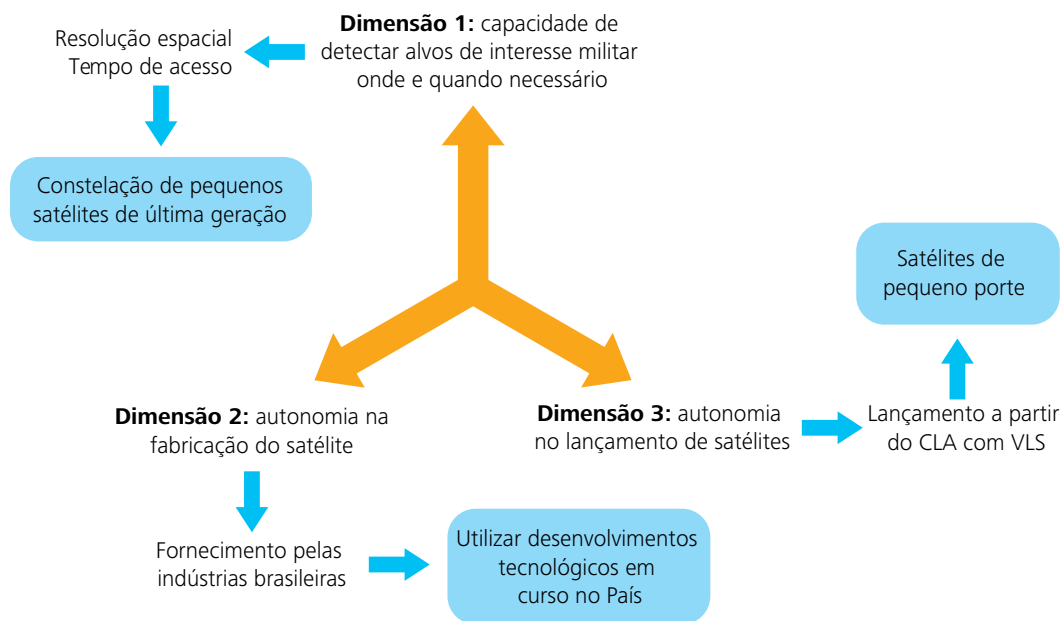 Dimensão 1: capacidade de
detectar alvos de interesse militar
onde e quando necessário
Resolução espacial
Tempo de acesso
Constelação de pequenos
satélites de última geração
Dimensão 2: autonomia na
fabricação do satélite
Fornecimento pelas
indústrias brasileiras
Utilizar desenvolvimentos
tecnológicos em
curso no País
Dimensão 3: autonomia
no lançamento de satélites
Lançamento a partir
do CLA com VLS
Satélites de
pequeno porte